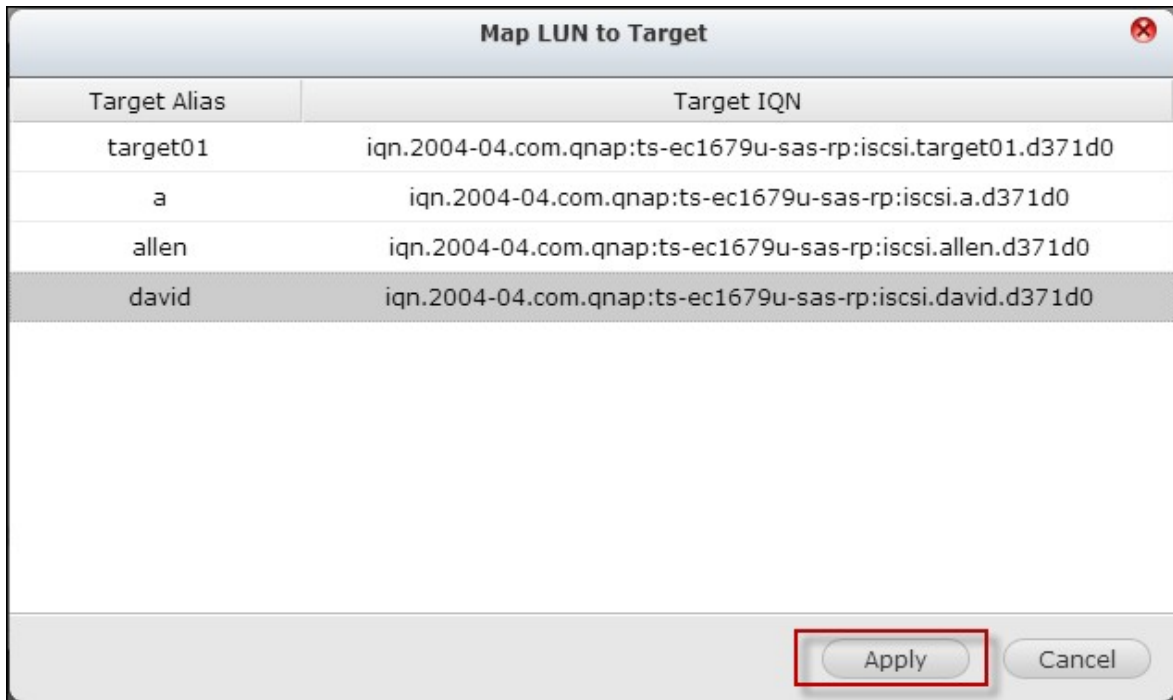 Map LUN to Target
Target Alias Target IQN
target01 iqn.2004-04.com.qnap:ts-ec1679u-sas-rp:iscsi.target01.d371d0
a iqn.2004-04.com.qnap:ts-ec1679u-sas-rp:iscsi.a.d371d0
allen iqn.2004-04.com.qnap:ts-ec1679u-sas-rp:iscsi.allen.d371d0
david iqn.2004-04.com.qnap:ts-ec1679u-sas-rp:iscsi.david.d371d0
Apply Cancel